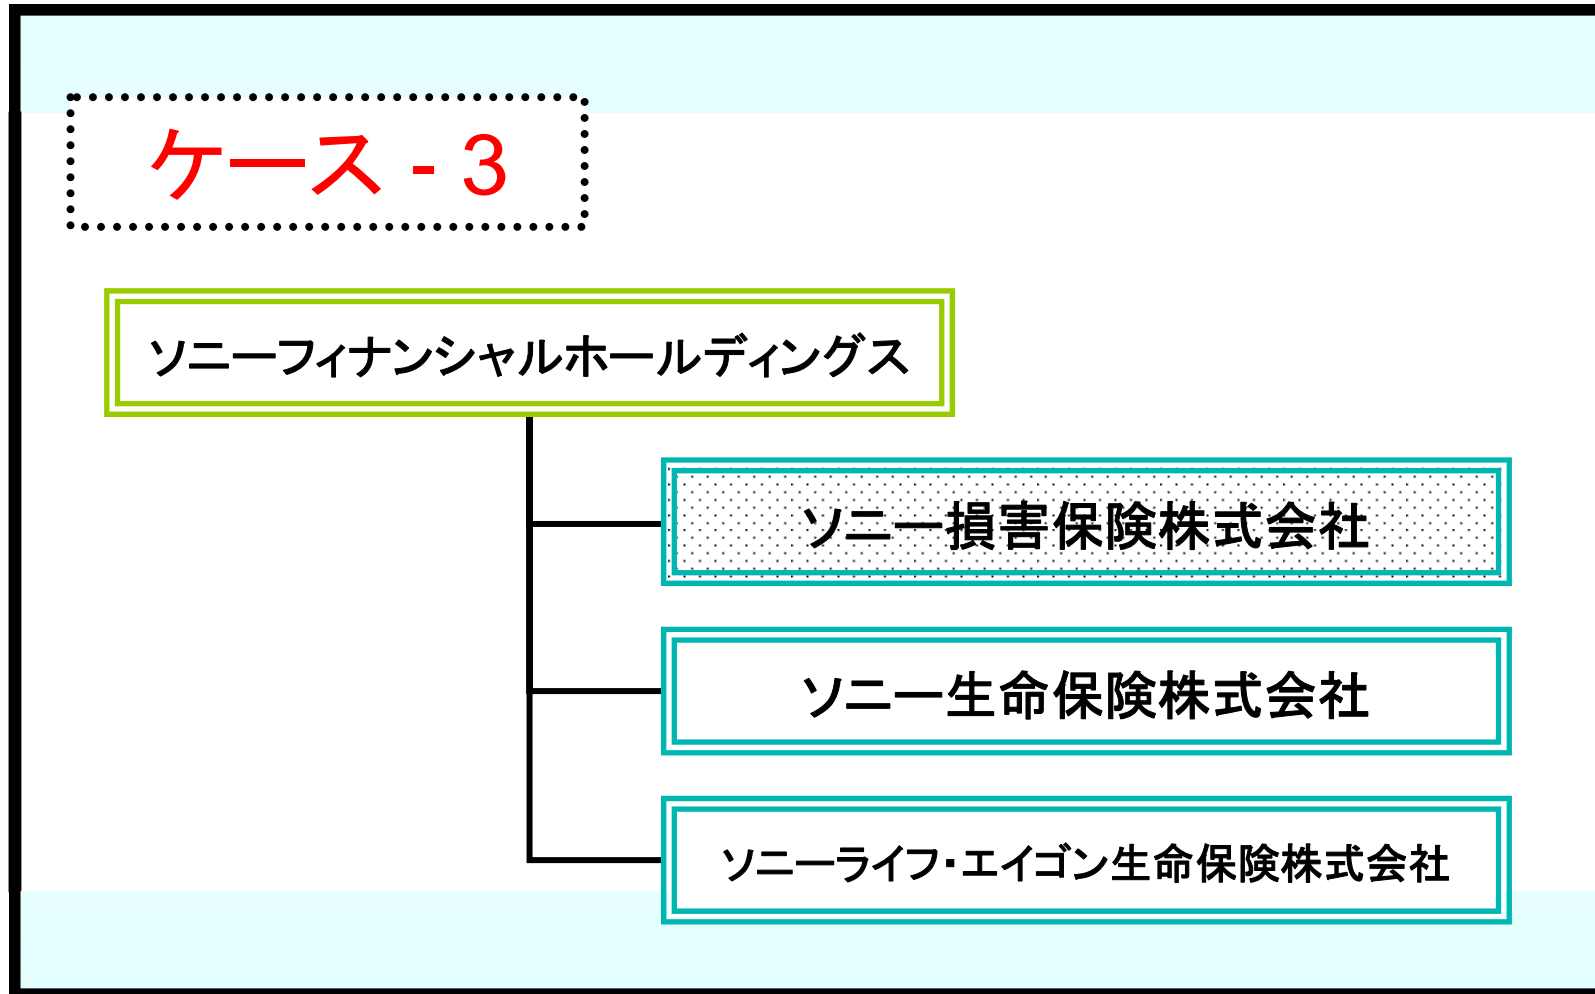 ケース - 3
ソニーフィナンシャルホールディングス
ソニー損害保険株式会社
ソニー生命保険株式会社
ソニーライフ・エイゴン生命保険株式会社